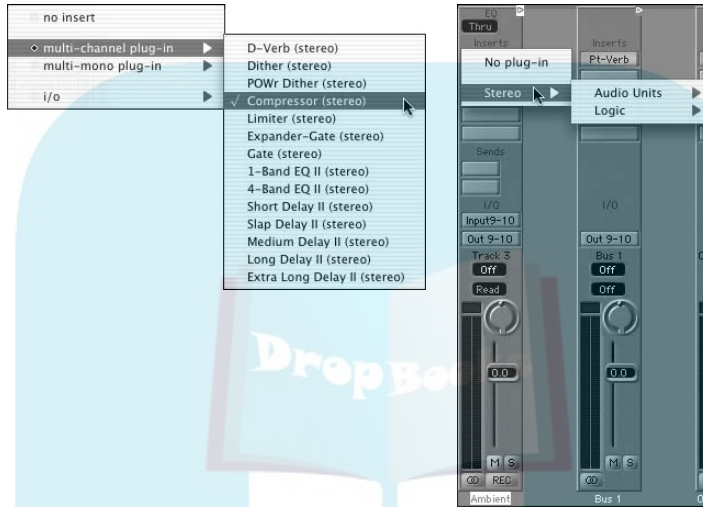 no insert
multi-channel plug-in
multi-mono plug-in
i/o
D-Verb (stereo)
Dither (stereo)
POWr Dither (stereo)
✓ Compressor (stereo)
Limiter (stereo)
Expander-Gate (stereo)
Gate (stereo)
1-Band EQ II (stereo)
4-Band EQ II (stereo)
Short Delay II (stereo)
Slap Delay II (stereo)
Medium Delay II (stereo)
Long Delay II (stereo)
Extra Long Delay II (stereo)
EQ
Thru
Inserts
No plug-in
Stereo
Audio Units
Logic
Sends
I/O
Input9-10
Out 9-10
Track 3
Off
Read
0.0
M S
REC
Ambient
Inserts
Pt-Verb
I/O
Out 9-10
Bus 1
Off
Off
0.0
M S
Bus 1
DropBooks